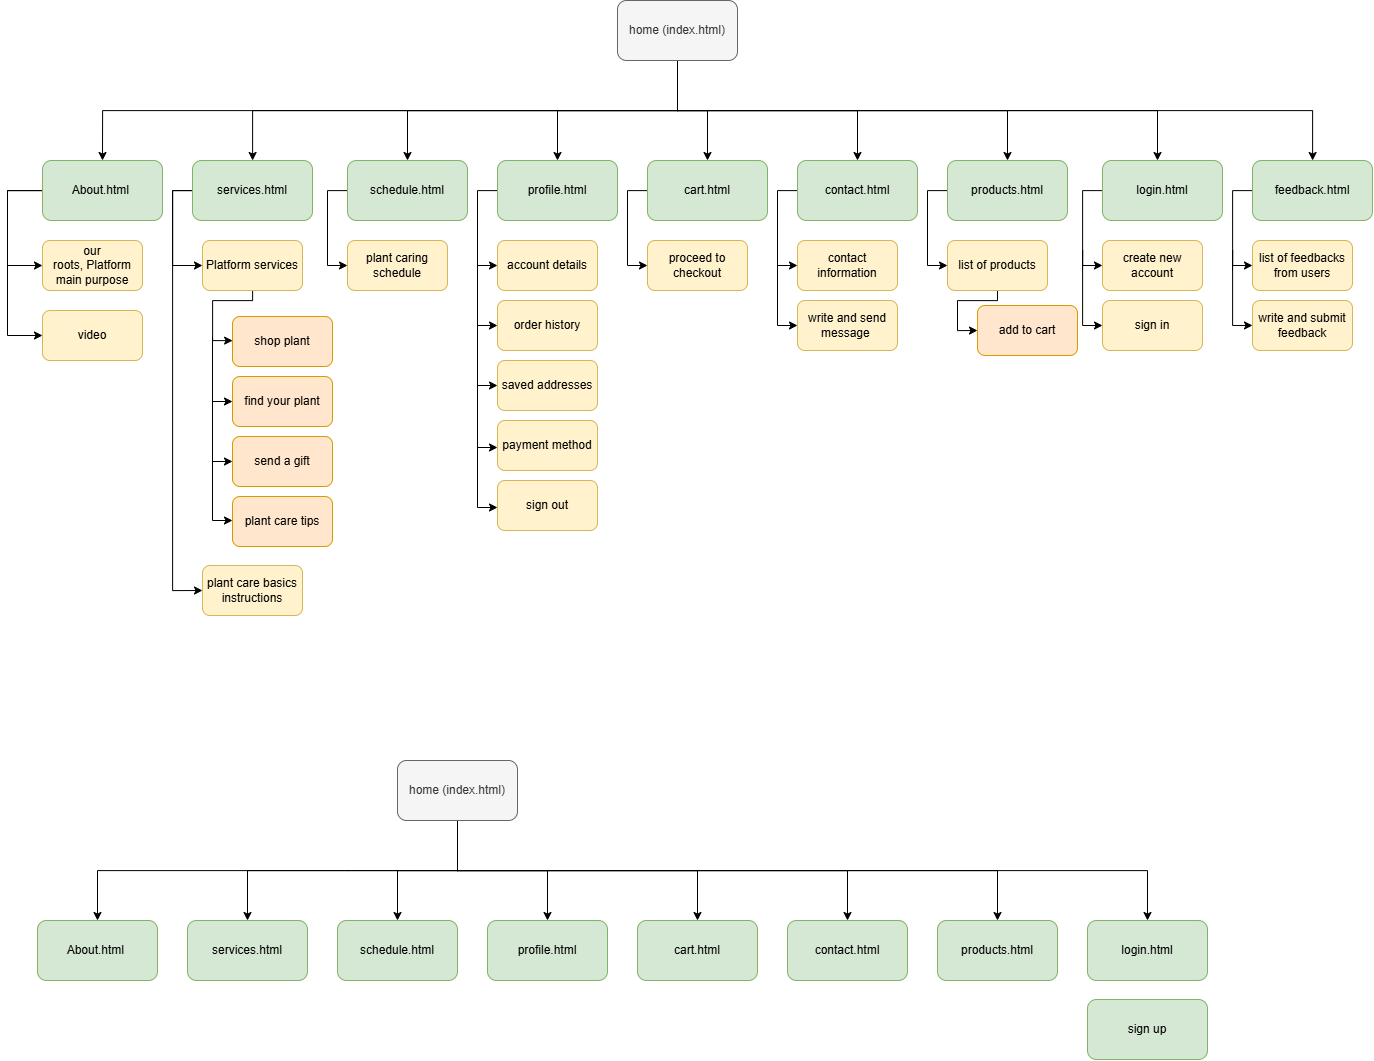 home (index.html)
About.html
services.html
schedule.html
profile.html
cart.html
contact.html
products.html
login.html
feedback.html
our
roots, Platform
main purpose
video
Platform services
shop plant
find your plant
send a gift
plant care tips
plant care basics
instructions
plant caring
schedule
account details
order history
saved addresses
payment method
sign out
proceed to
checkout
contact
information
write and send
message
list of products
add to cart
create new
account
sign in
list of feedbacks
from users
write and submit
feedback
home (index.html)
About.html
services.html
schedule.html
profile.html
cart.html
contact.html
products.html
login.html
sign up